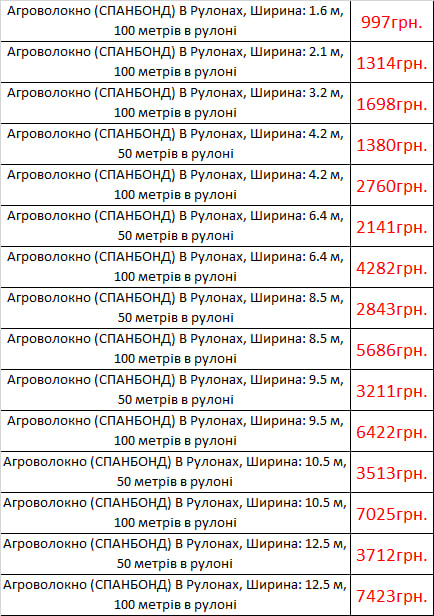 Агроволокно (СПАНБОНД) В Рулонах, Ширина: 1.6 м,
100 метрів в рулоні
997грн.
Агроволокно (СПАНБОНД) В Рулонах, Ширина: 2.1 м,
100 метрів в рулоні
1314грн.
Агроволокно (СПАНБОНД) В Рулонах, Ширина: 3.2 м,
100 метрів в рулоні
1698грн.
Агроволокно (СПАНБОНД) В Рулонах, Ширина: 4.2 м,
50 метрів в рулоні
1380грн.
Агроволокно (СПАНБОНД) В Рулонах, Ширина: 4.2 м,
100 метрів в рулоні
2760грн.
Агроволокно (СПАНБОНД) В Рулонах, Ширина: 6.4 м,
50 метрів в рулоні
2141грн.
Агроволокно (СПАНБОНД) В Рулонах, Ширина: 6.4 м,
100 метрів в рулоні
4282грн.
Агроволокно (СПАНБОНД) В Рулонах, Ширина: 8.5 м,
50 метрів в рулоні
2843грн.
Агроволокно (СПАНБОНД) В Рулонах, Ширина: 8.5 м,
100 метрів в рулоні
5686грн.
Агроволокно (СПАНБОНД) В Рулонах, Ширина: 9.5 м,
50 метрів в рулоні
3211грн.
Агроволокно (СПАНБОНД) В Рулонах, Ширина: 9.5 м,
100 метрів в рулоні
6422грн.
Агроволокно (СПАНБОНД) В Рулонах, Ширина: 10.5 м,
50 метрів в рулоні
3513грн.
Агроволокно (СПАНБОНД) В Рулонах, Ширина: 10.5 м,
100 метрів в рулоні
7025грн.
Агроволокно (СПАНБОНД) В Рулонах, Ширина: 12.5 м,
50 метрів в рулоні
3712грн.
Агроволокно (СПАНБОНД) В Рулонах, Ширина: 12.5 м,
100 метрів в рулоні
7423грн.